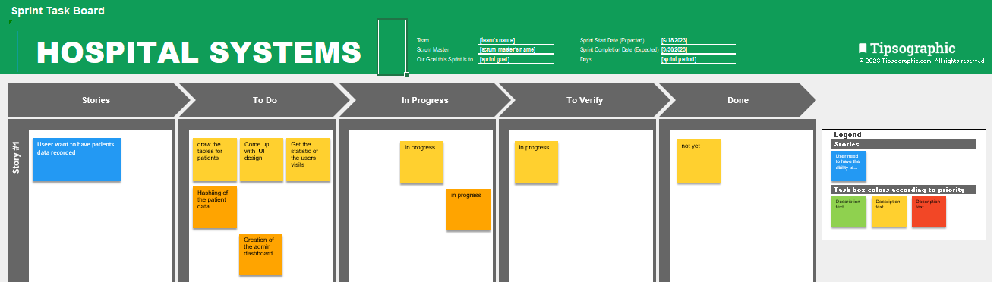 Sprint Task Board
HOSPITAL SYSTEMS
Team [team's name]
Scrum Master [scrum master's name]
Our Goal this Sprint is to... [sprint goal]
Sprint Start Date (Expected) [6/18/2023]
Sprint Completion Date (Expected) [9/30/2023]
Days [sprint period]
Tipsographic
© 2023 Tipsographic.com. All rights reserved
Stories
To Do
In Progress
To Verify
Done
Story #1
Useer want to have patients
data recorded
draw the
tables for
patients
Come up
with UI
design
Get the
statistic of
the users
visits
Hashiing of
the patient
data
Creation of
the admin
dashboard
In progress
in progress
in progress
not yet
Legend
Stories
User need
to have the
ability to...
Task box colors according to priority
Description
text
Description
text
Description
text